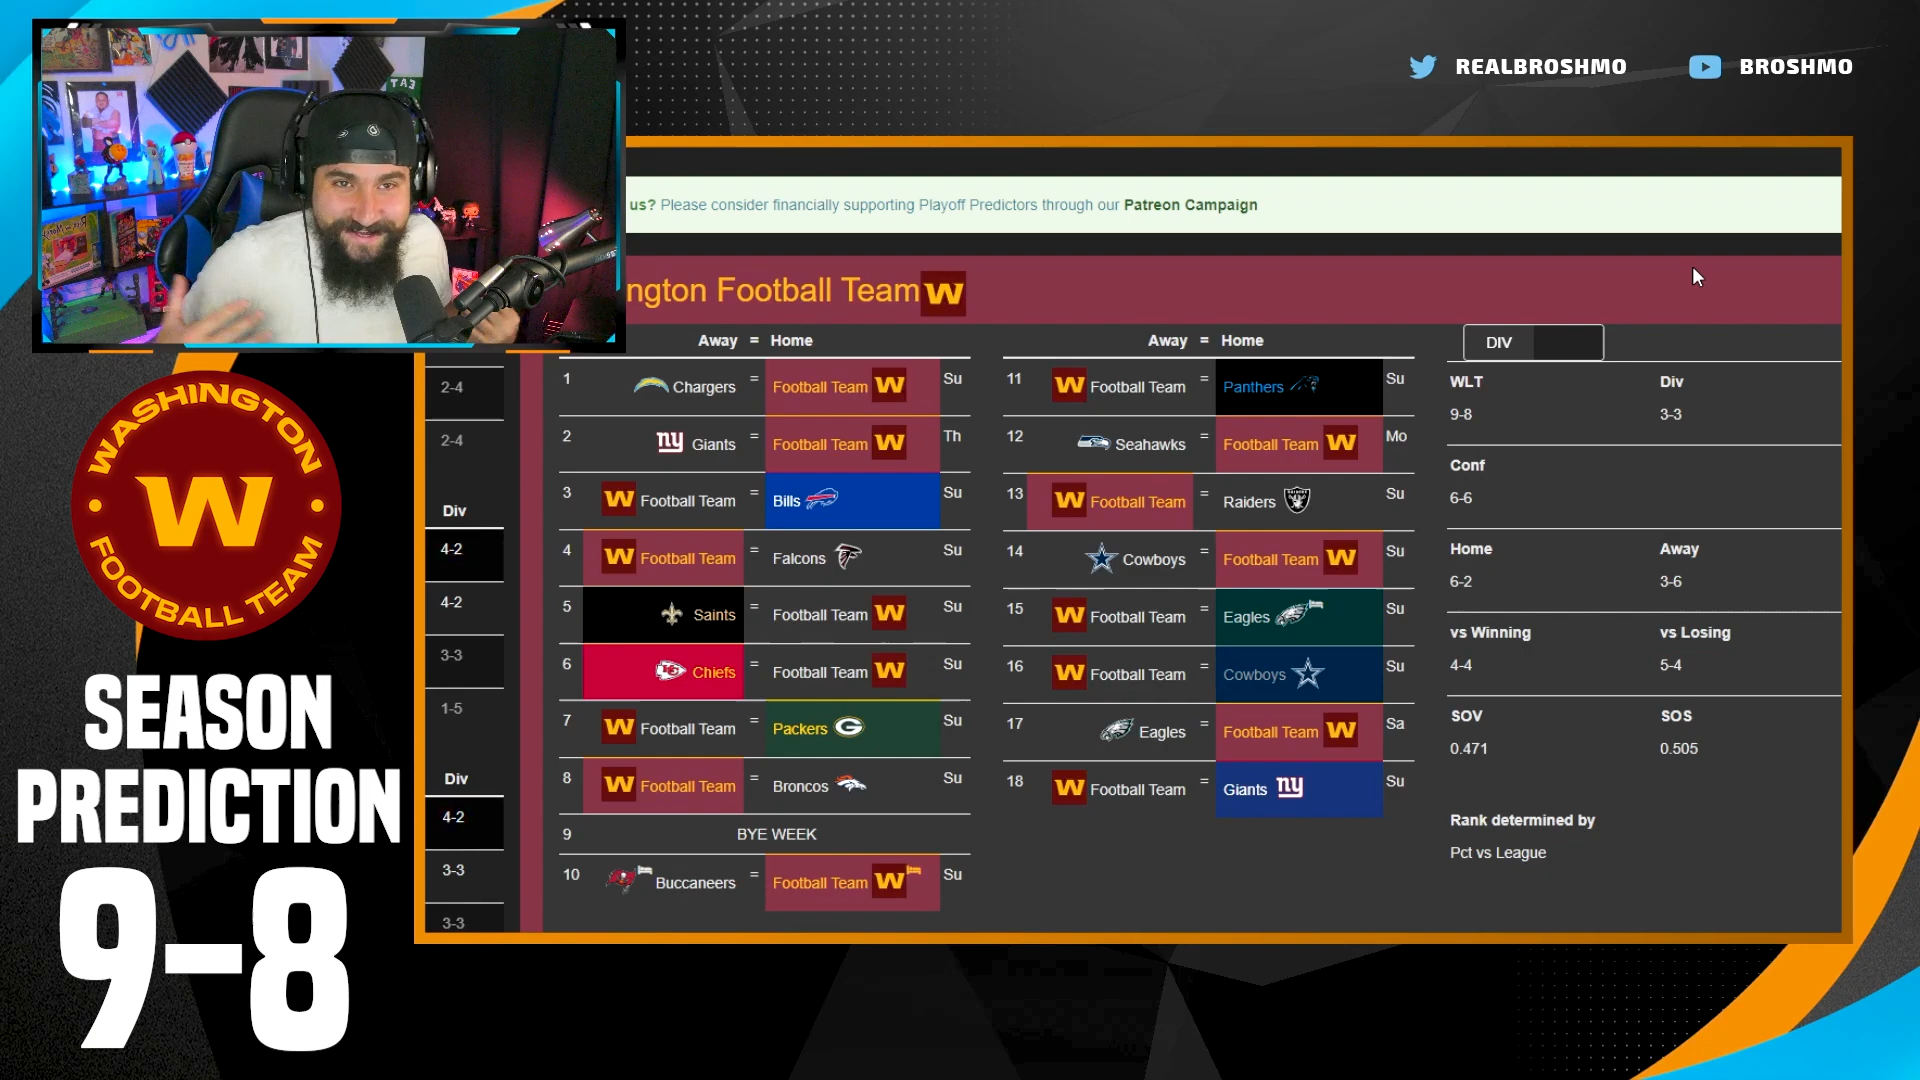 REALBROSHMO
BROSHMO
us? Please consider financially supporting Playoff Predictors through our Patreon Campaign
ngton Football Team W
Away = Home
Away = Home
DIV
1 Chargers = Football Team W Su
2 ny Giants = Football Team W Th
3 W Football Team = Bills Su
4 W Football Team = Falcons Su
5 Saints = Football Team W Su
6 KC Chiefs = Football Team W Su
7 W Football Team = Packers G Su
8 W Football Team = Broncos Su
9 BYE WEEK
10 Buccaneers = Football Team W Su
11 W Football Team = Panthers Su
12 Seahawks = Football Team W Mo
13 W Football Team = Raiders Su
14 Cowboys = Football Team W Su
15 W Football Team = Eagles Su
16 W Football Team = Cowboys Su
17 Eagles = Football Team W Sa
18 W Football Team = Giants ny Su
WLT Div
9-8 3-3
Conf
6-6
Home Away
6-2 3-6
vs Winning vs Losing
4-4 5-4
SOV SOS
0.471 0.505
Rank determined by
Pct vs League
2-4
2-4
Div
4-2
4-2
3-3
1-5
Div
4-2
3-3
3-3
WASHINGTON
W
FOOTBALL TEAM
SEASON
PREDICTION
9-8